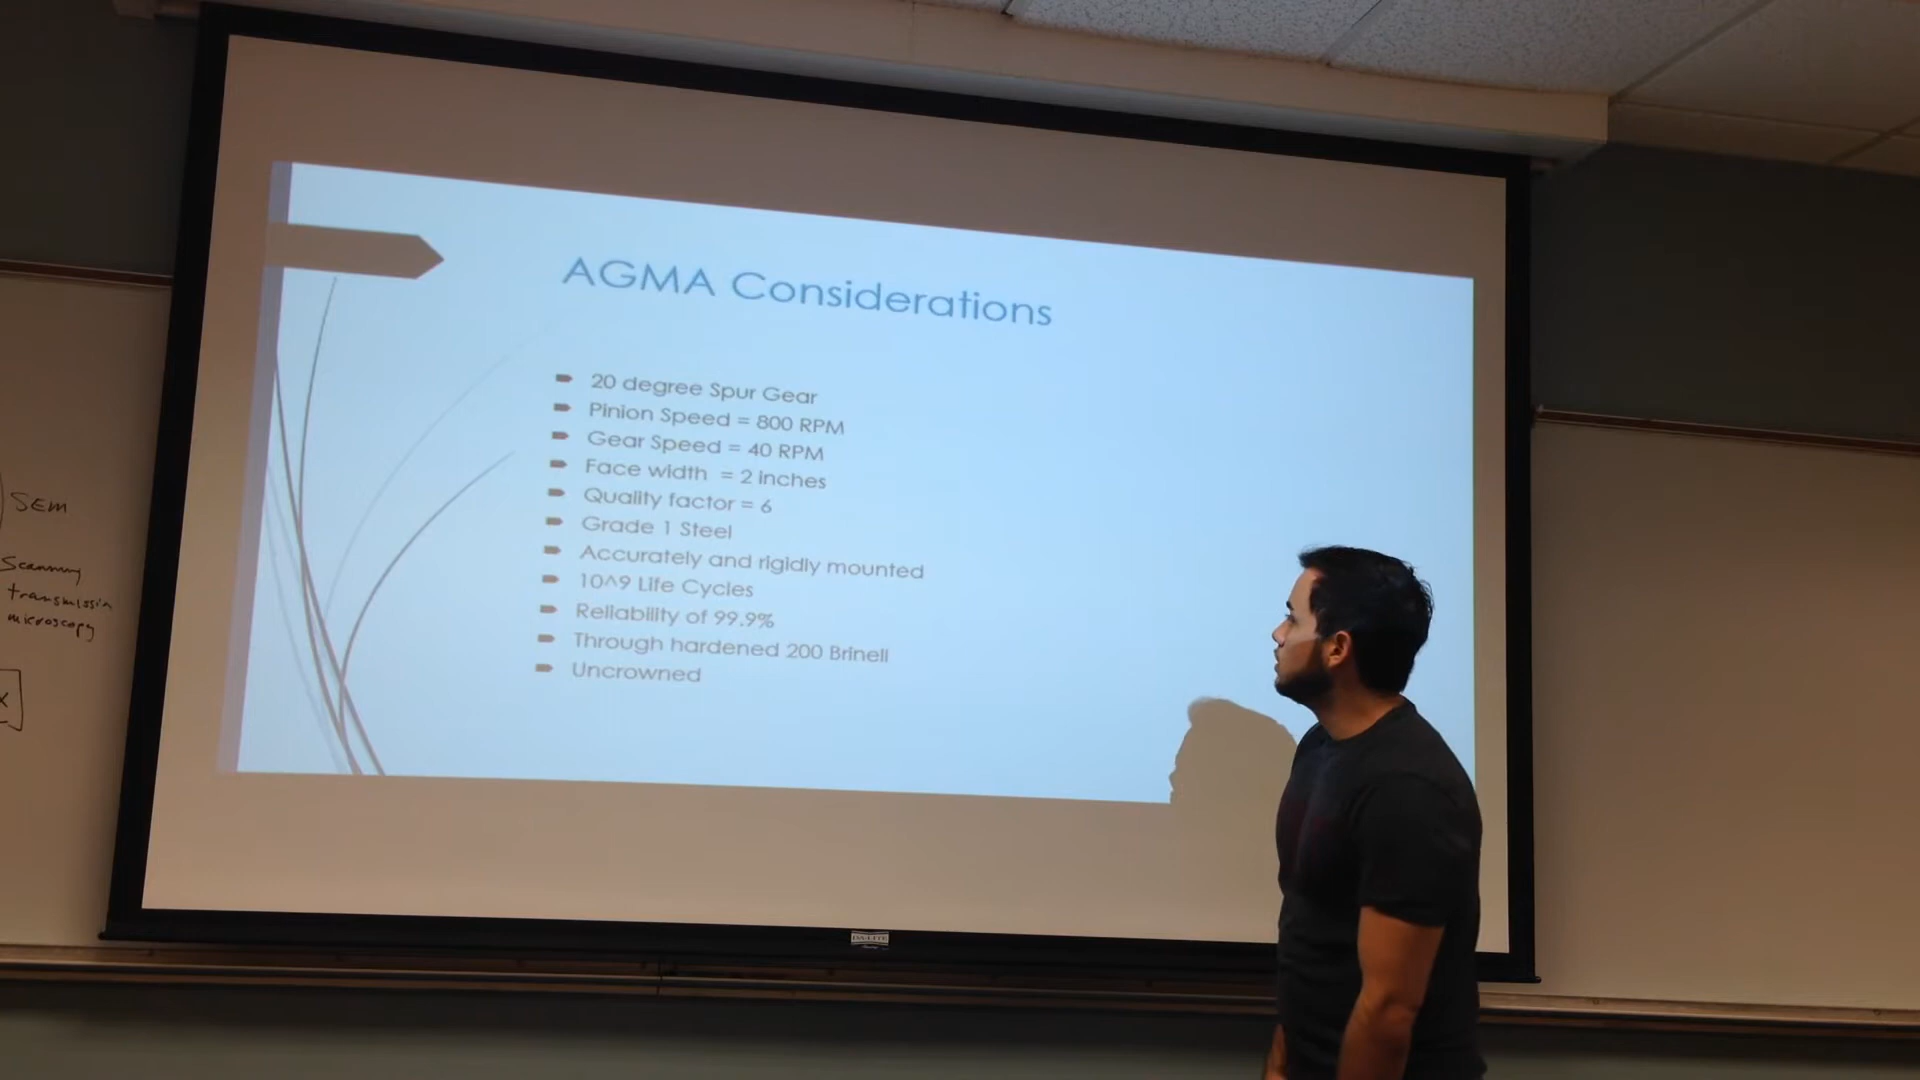 AGMA Considerations
20 degree Spur Gear
Pinion Speed = 800 RPM
Gear Speed = 40 RPM
Face width = 2 inches
Quality factor = 6
Grade 1 Steel
Accurately and rigidly mounted
10^9 Life Cycles
Reliability of 99.9%
Through hardened 200 Brinell
Uncrowned
SEM
Scanning
transmission
microscopy
X
DA-LITE